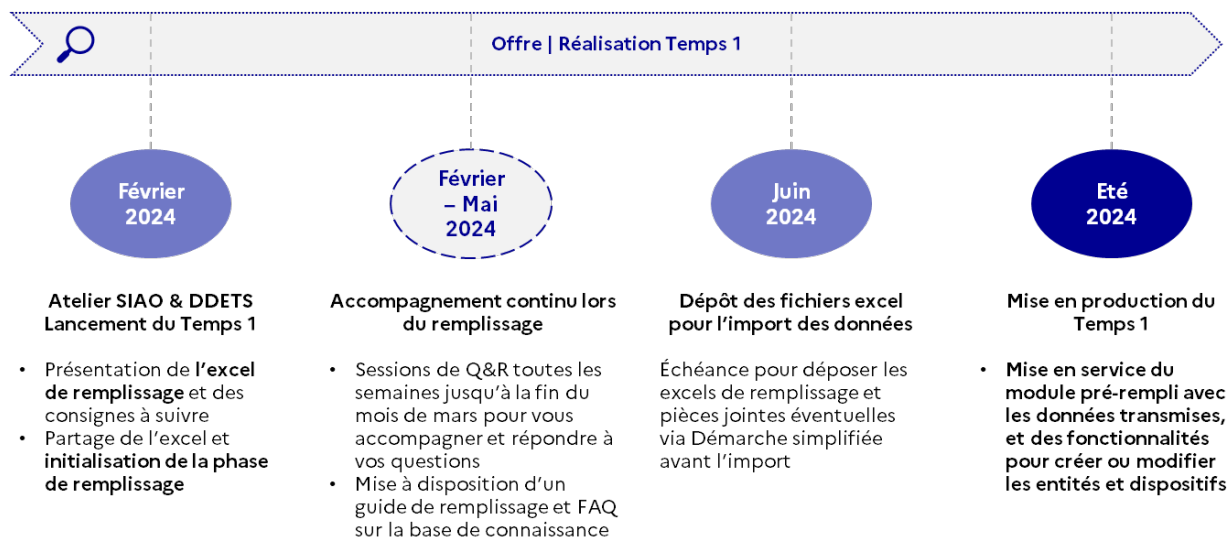 Offre | Réalisation Temps 1
Février
2024
Février
– Mai
2024
Juin
2024
Eté
2024
Atelier SIAO & DDETS
Lancement du Temps 1
• Présentation de l’excel
de remplissage et des
consignes à suivre
• Partage de l’excel et
initialisation de la phase
de remplissage
Accompagnement continu lors
du remplissage
• Sessions de Q&R toutes les
semaines jusqu’à la fin du
mois de mars pour vous
accompagner et répondre à
vos questions
• Mise à disposition d’un
guide de remplissage et FAQ
sur la base de connaissance
Dépôt des fichiers excel
pour l’import des données
Échéance pour déposer les
excels de remplissage et
pièces jointes éventuelles
via Démarche simplifiée
avant l’import
Mise en production du
Temps 1
• Mise en service du
module pré-rempli avec
les données transmises,
et des fonctionnalités
pour créer ou modifier
les entités et dispositifs